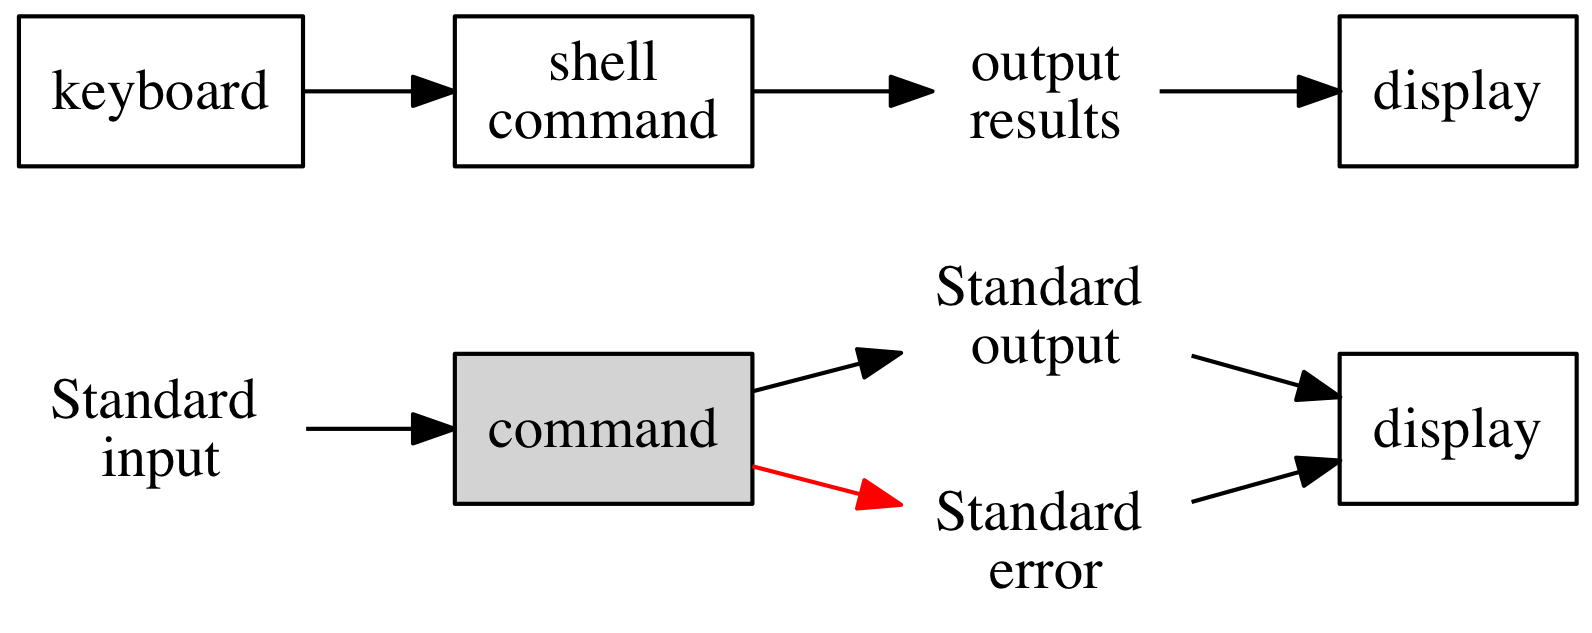 keyboard
shell
command
output
results
display
Standard
input
command
Standard
output
Standard
error
display